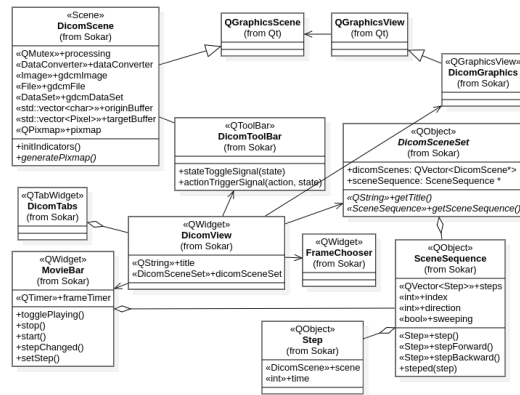 «Scene»
DicomScene
(from Sokar)
«QMutex»+processing
«DataConverter»+dataConverter
«Image»+gdcmImage
«File»+gdcmFile
«DataSet»+gdcmDataSet
«std::vector<char>»+originBuffer
«std::vector<Pixel>»+targetBuffer
«QPixmap»+pixmap
+initIndicators()
+generatePixmap()
QGraphicsScene
(from Qt)
QGraphicsView
(from Qt)
«QGraphicsView»
DicomGraphics
(from Sokar)
«QToolBar»
DicomToolBar
(from Sokar)
+stateToggleSignal(state)
+actionTriggerSignal(action, state)
«QObject»
DicomSceneSet
(from Sokar)
+dicomScenes: QVector<DicomScene*>
+sceneSequence: SceneSequence *
«QString»+getTitle()
«SceneSequence»+getSceneSequence()
«QTabWidget»
DicomTabs
(from Sokar)
«QWidget»
DicomView
(from Sokar)
«QString»+title
«DicomSceneSet»+dicomSceneSet
«QWidget»
FrameChooser
(from Sokar)
«QWidget»
MovieBar
(from Sokar)
«QTimer»+frameTimer
+togglePlaying()
+stop()
+start()
+stepChanged()
+setStep()
«QObject»
SceneSequence
(from Sokar)
«QVector<Step>»+steps
«int»+index
«int»+direction
«bool»+sweeping
«Step»+step()
«Step»+stepForward()
«Step»+stepBackward()
+steped(step)
«QObject»
Step
(from Sokar)
«DicomScene»+scene
«int»+time